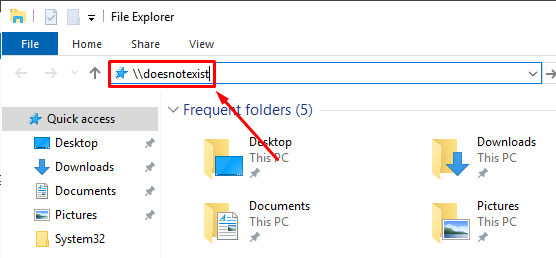 File Explorer
File
Home
Share
View
\\doesnotexist
Quick access
Desktop
Downloads
Documents
Pictures
System32
Frequent folders (5)
Desktop
This PC
Downloads
This PC
Documents
This PC
Pictures
This PC